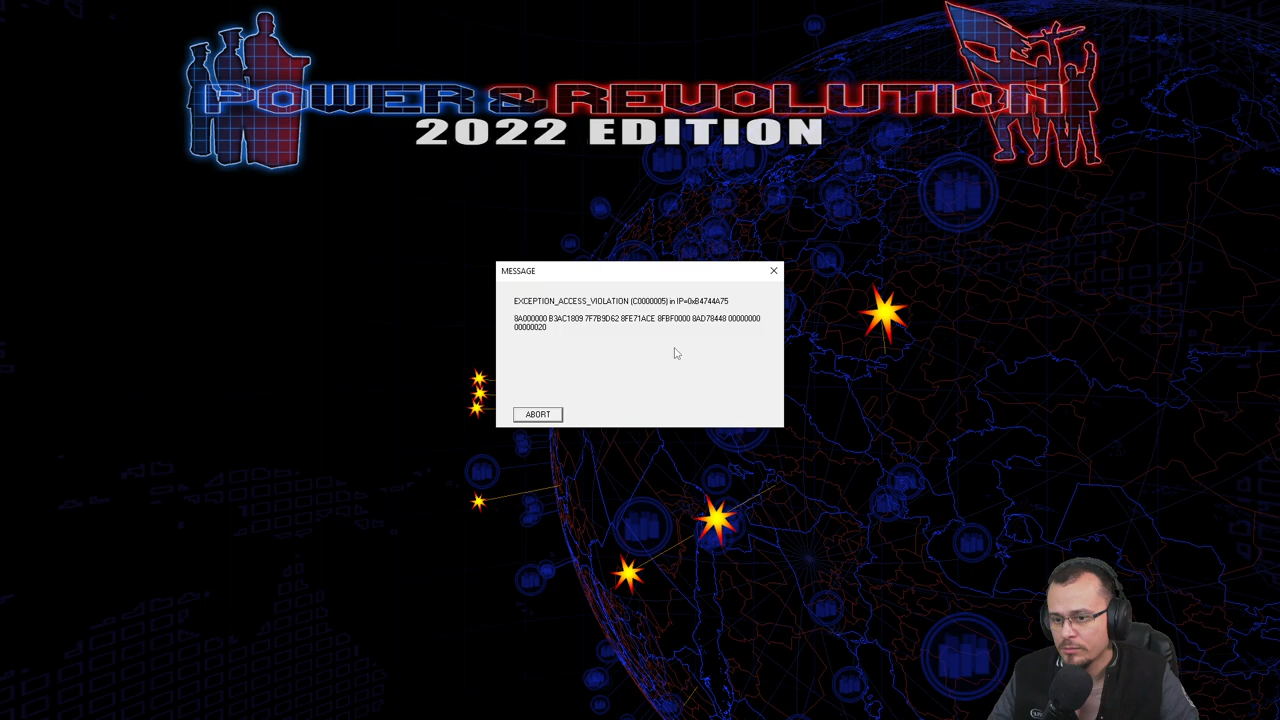 POWER & REVOLUTION
2022 EDITION
MESSAGE
EXCEPTION_ACCESS_VIOLATION (C0000005) in IP=0xB4744A75
8A000000 B3AC1809 7F7B9D62 8FE71ACE 8FBF0000 8AD78448 00000000
00000020
ABORT